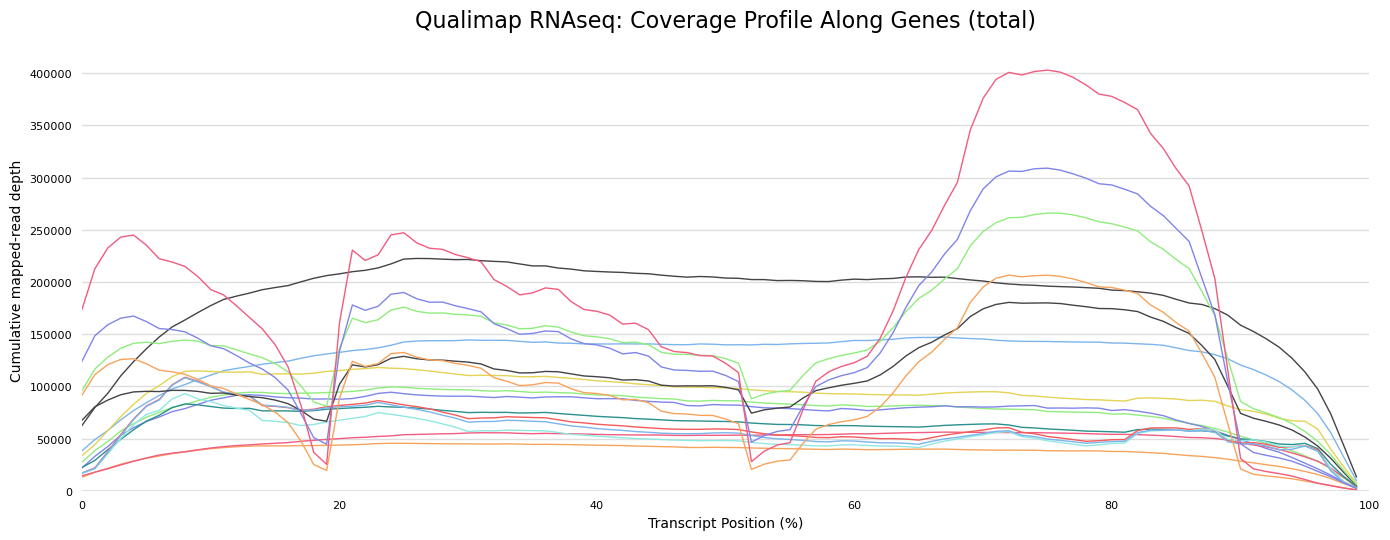 Qualimap RNAseq: Coverage Profile Along Genes (total)
Cumulative mapped-read depth
400000
350000
300000
250000
200000
150000
100000
50000
0
0 20 40 60 80 100
Transcript Position (%)